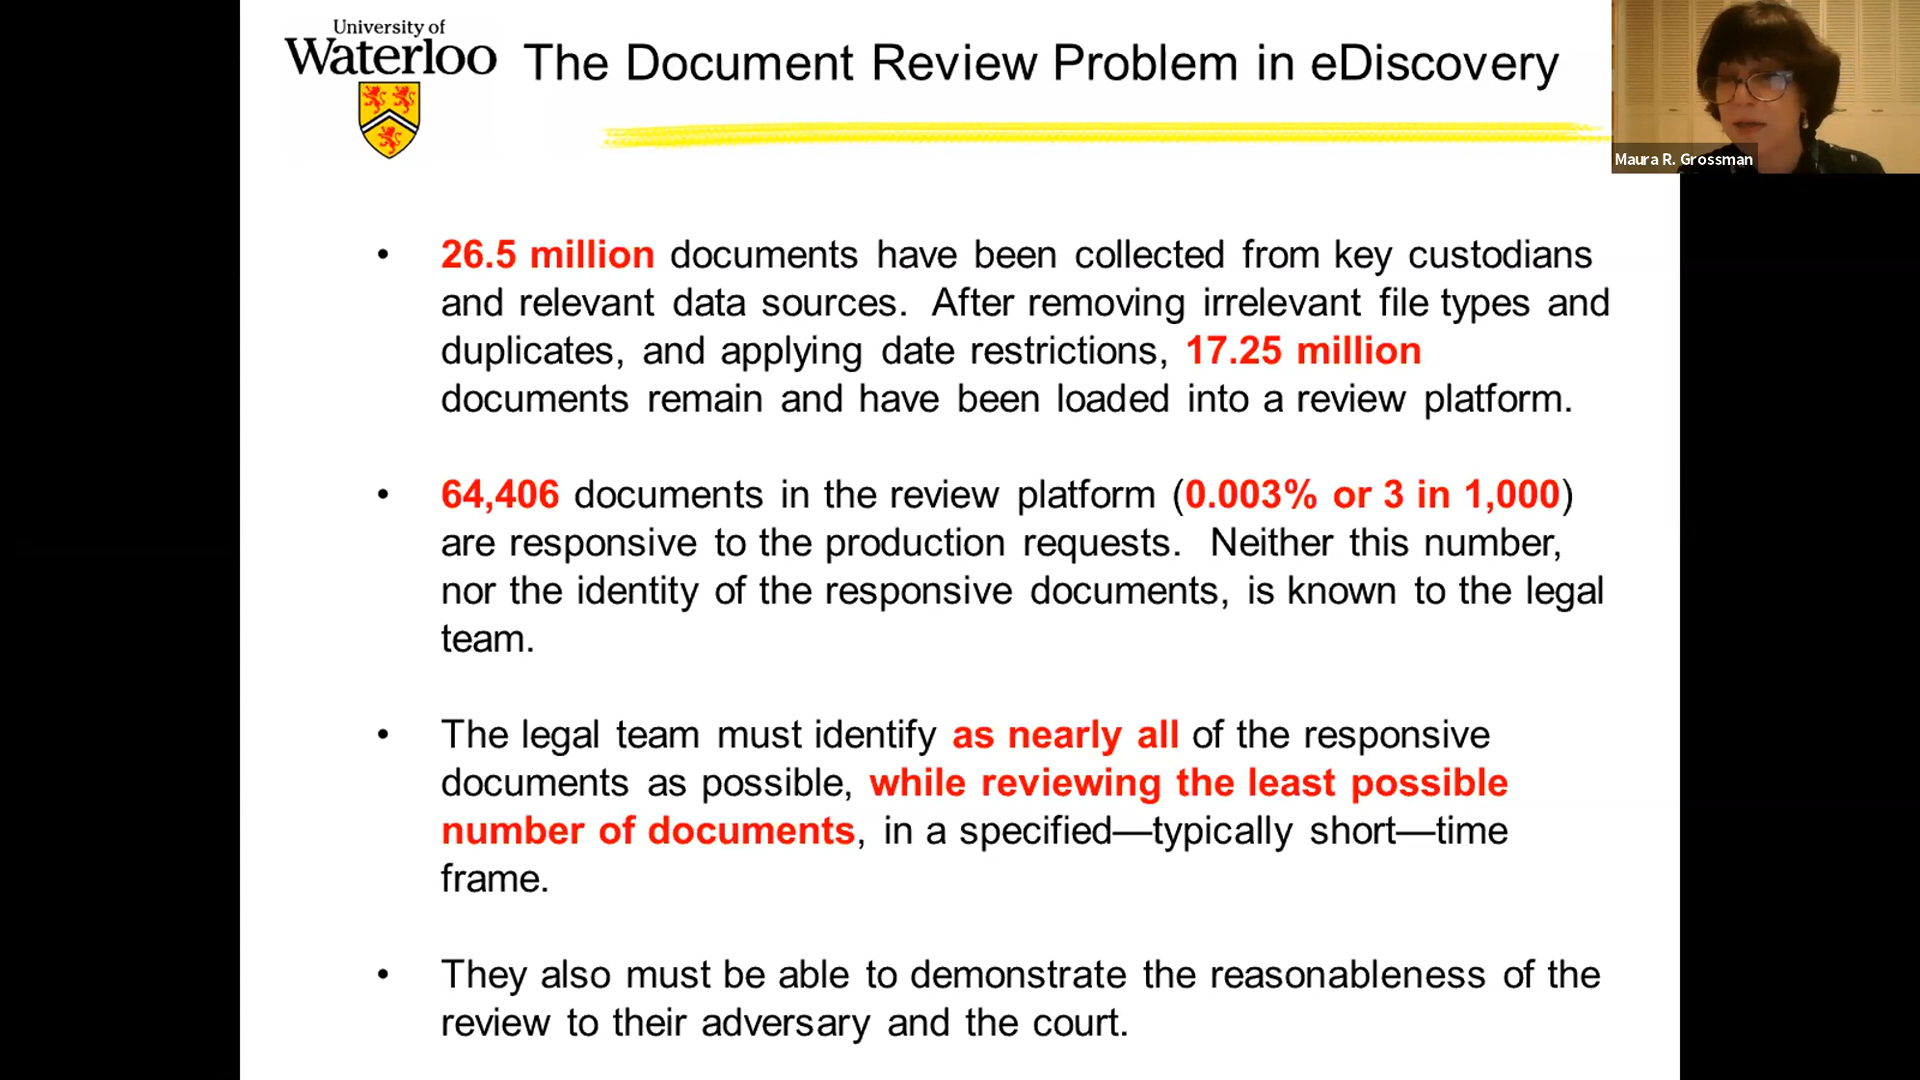 University of
Waterloo
The Document Review Problem in eDiscovery
Maura R. Grossman
• 26.5 million documents have been collected from key custodians
and relevant data sources. After removing irrelevant file types and
duplicates, and applying date restrictions, 17.25 million
documents remain and have been loaded into a review platform.
• 64,406 documents in the review platform (0.003% or 3 in 1,000)
are responsive to the production requests. Neither this number,
nor the identity of the responsive documents, is known to the legal
team.
• The legal team must identify as nearly all of the responsive
documents as possible, while reviewing the least possible
number of documents, in a specified—typically short—time
frame.
• They also must be able to demonstrate the reasonableness of the
review to their adversary and the court.